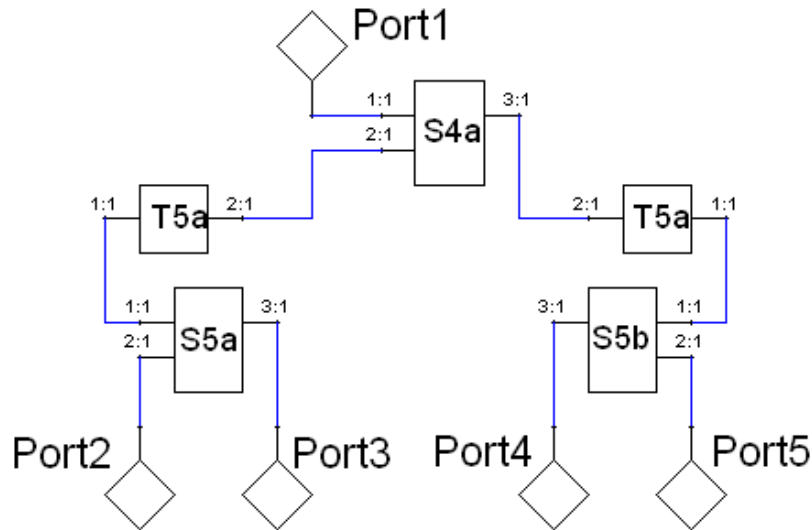 Port1
1:1 3:1
2:1 S4a
1:1 T5a 2:1 2:1 T5a 1:1
1:1 3:1 3:1 1:1
2:1 S5a S5b 2:1
Port2 Port3 Port4 Port5